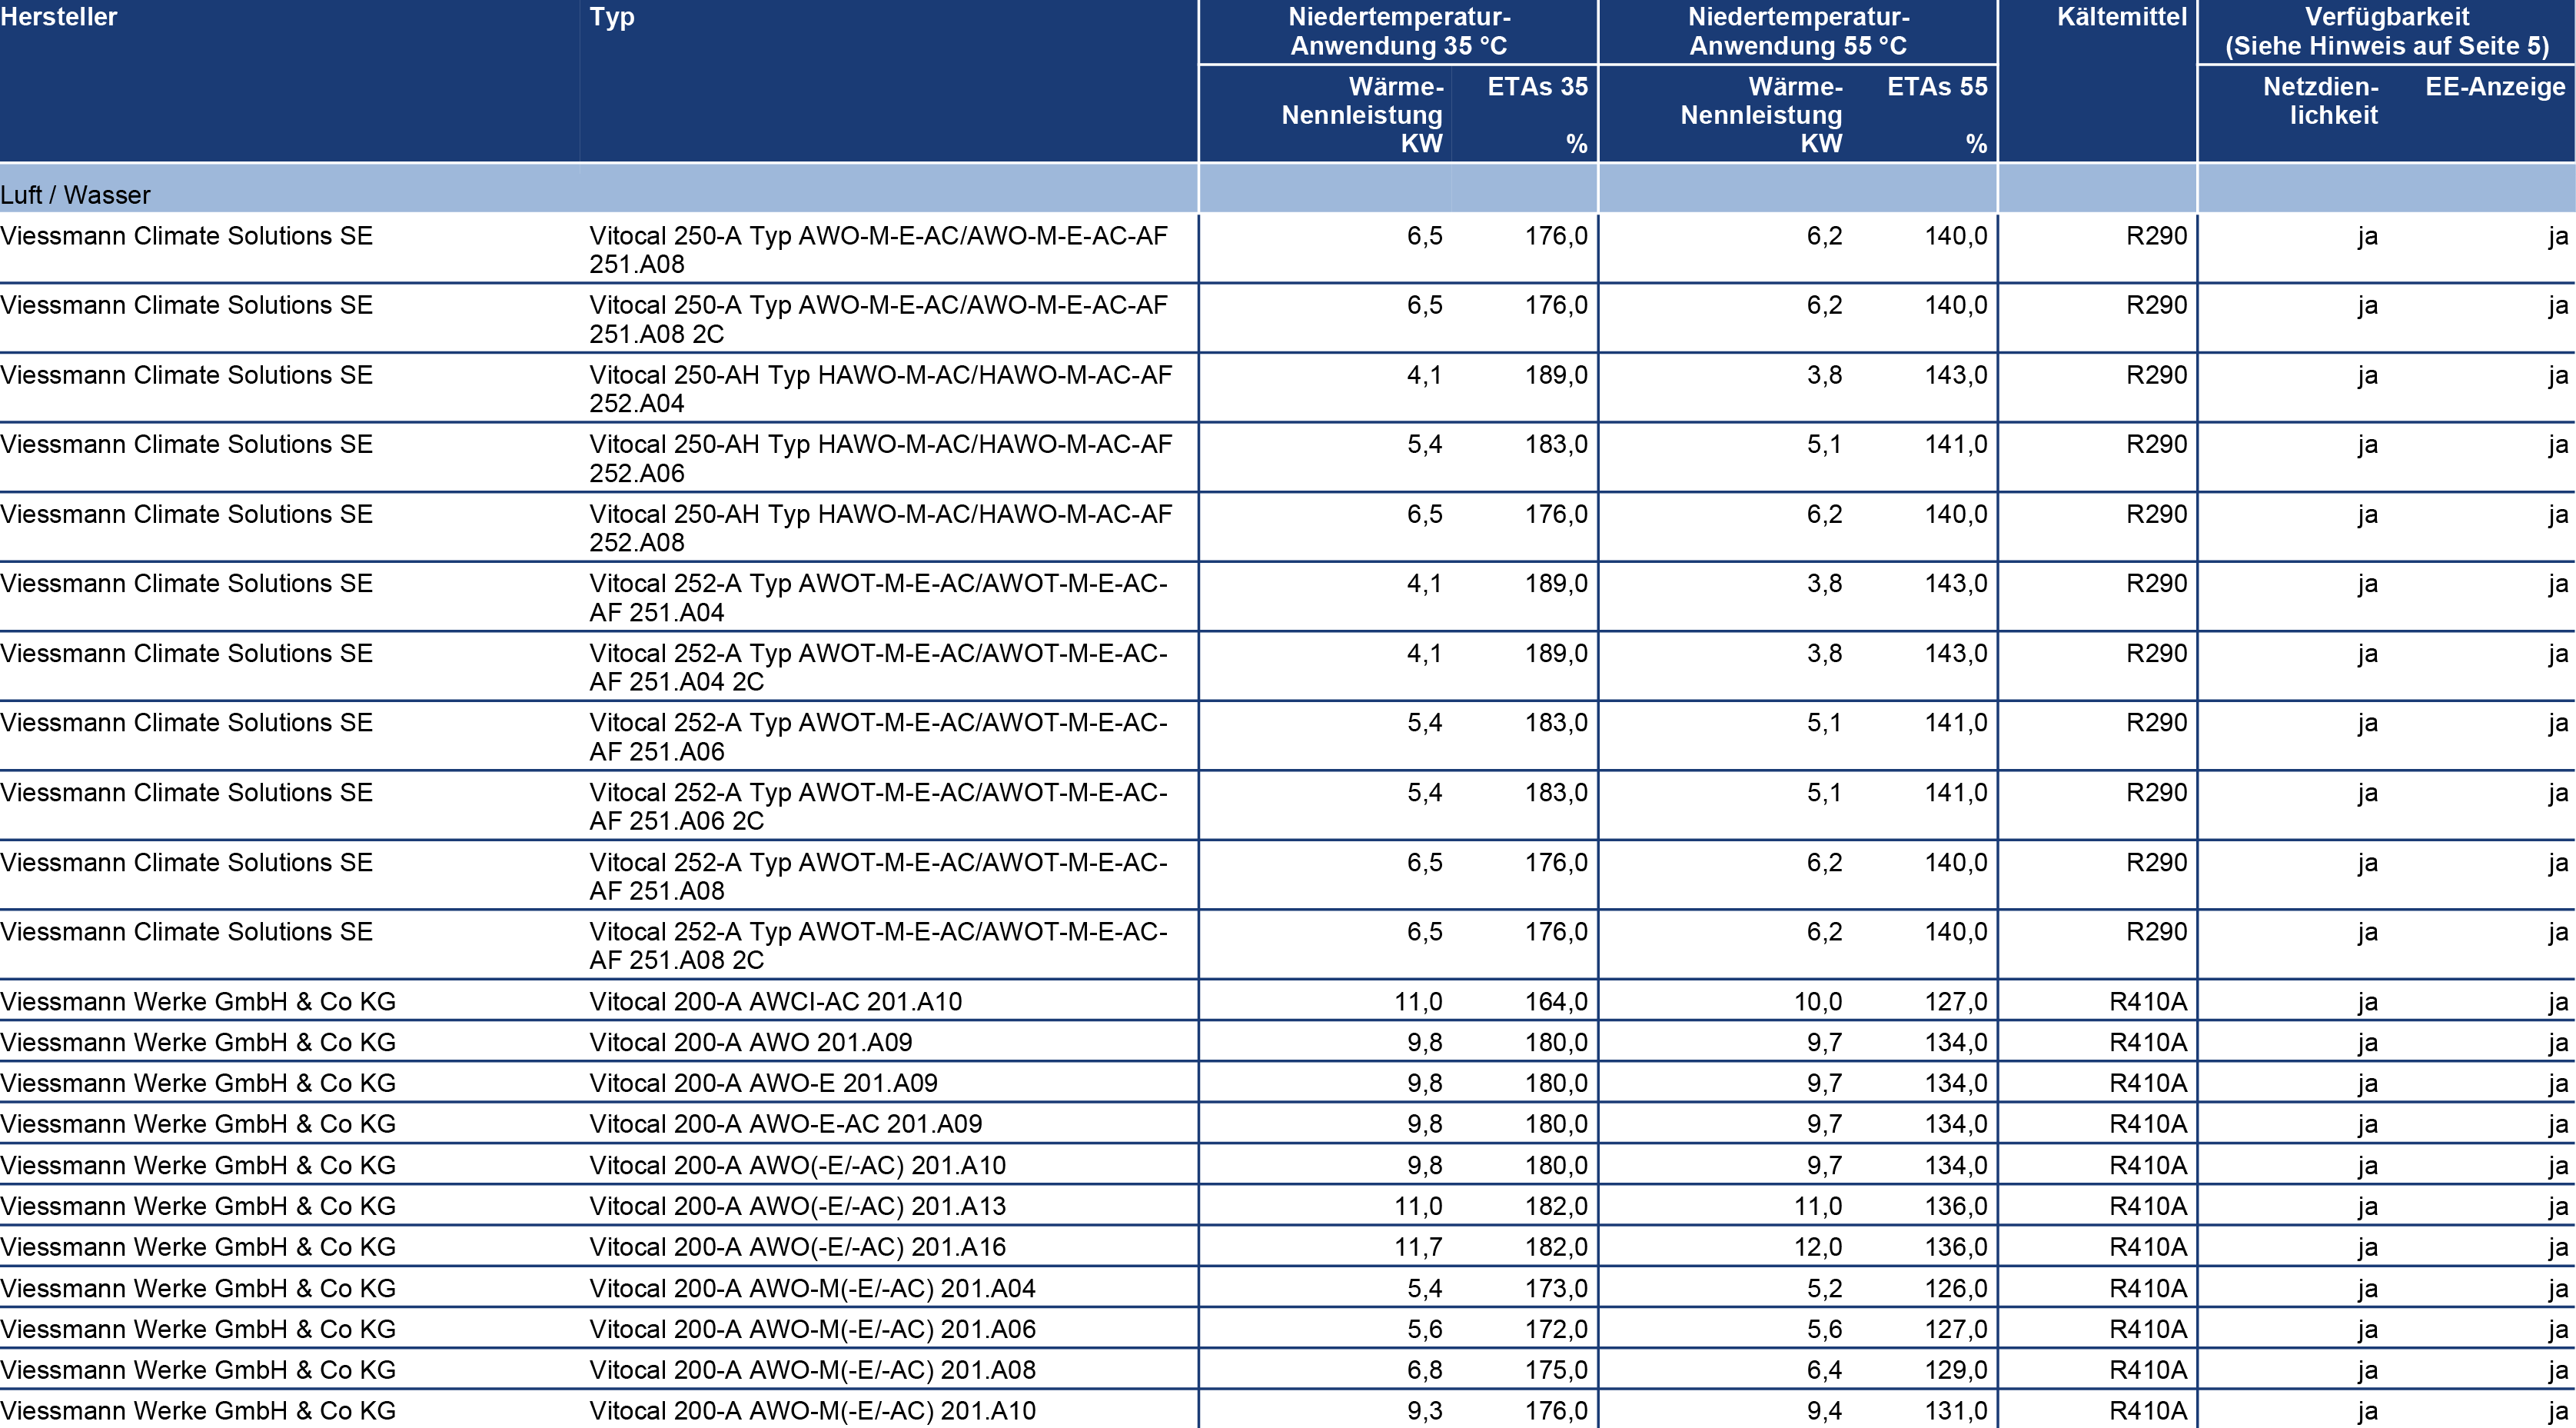 Hersteller Typ Niedertemperatur- Niedertemperatur- Kältemittel Verfügbarkeit
Anwendung 35 °C Anwendung 55 °C (Siehe Hinweis auf Seite 5)
Wärme- ETAs 35 Wärme- ETAs 55 Netzdien- EE-Anzeige
Nennleistung Nennleistung lichkeit
KW % KW %
Luft / Wasser
Viessmann Climate Solutions SE Vitocal 250-A Typ AWO-M-E-AC/AWO-M-E-AC-AF 6,5 176,0 6,2 140,0 R290 ja ja
251.A08
Viessmann Climate Solutions SE Vitocal 250-A Typ AWO-M-E-AC/AWO-M-E-AC-AF 6,5 176,0 6,2 140,0 R290 ja ja
251.A08 2C
Viessmann Climate Solutions SE Vitocal 250-AH Typ HAWO-M-AC/HAWO-M-AC-AF 4,1 189,0 3,8 143,0 R290 ja ja
252.A04
Viessmann Climate Solutions SE Vitocal 250-AH Typ HAWO-M-AC/HAWO-M-AC-AF 5,4 183,0 5,1 141,0 R290 ja ja
252.A06
Viessmann Climate Solutions SE Vitocal 250-AH Typ HAWO-M-AC/HAWO-M-AC-AF 6,5 176,0 6,2 140,0 R290 ja ja
252.A08
Viessmann Climate Solutions SE Vitocal 252-A Typ AWOT-M-E-AC/AWOT-M-E-AC- 4,1 189,0 3,8 143,0 R290 ja ja
AF 251.A04
Viessmann Climate Solutions SE Vitocal 252-A Typ AWOT-M-E-AC/AWOT-M-E-AC- 4,1 189,0 3,8 143,0 R290 ja ja
AF 251.A04 2C
Viessmann Climate Solutions SE Vitocal 252-A Typ AWOT-M-E-AC/AWOT-M-E-AC- 5,4 183,0 5,1 141,0 R290 ja ja
AF 251.A06
Viessmann Climate Solutions SE Vitocal 252-A Typ AWOT-M-E-AC/AWOT-M-E-AC- 5,4 183,0 5,1 141,0 R290 ja ja
AF 251.A06 2C
Viessmann Climate Solutions SE Vitocal 252-A Typ AWOT-M-E-AC/AWOT-M-E-AC- 6,5 176,0 6,2 140,0 R290 ja ja
AF 251.A08
Viessmann Climate Solutions SE Vitocal 252-A Typ AWOT-M-E-AC/AWOT-M-E-AC- 6,5 176,0 6,2 140,0 R290 ja ja
AF 251.A08 2C
Viessmann Werke GmbH & Co KG Vitocal 200-A AWCI-AC 201.A10 11,0 164,0 10,0 127,0 R410A ja ja
Viessmann Werke GmbH & Co KG Vitocal 200-A AWO 201.A09 9,8 180,0 9,7 134,0 R410A ja ja
Viessmann Werke GmbH & Co KG Vitocal 200-A AWO-E 201.A09 9,8 180,0 9,7 134,0 R410A ja ja
Viessmann Werke GmbH & Co KG Vitocal 200-A AWO-E-AC 201.A09 9,8 180,0 9,7 134,0 R410A ja ja
Viessmann Werke GmbH & Co KG Vitocal 200-A AWO(-E/-AC) 201.A10 9,8 180,0 9,7 134,0 R410A ja ja
Viessmann Werke GmbH & Co KG Vitocal 200-A AWO(-E/-AC) 201.A13 11,0 182,0 11,0 136,0 R410A ja ja
Viessmann Werke GmbH & Co KG Vitocal 200-A AWO(-E/-AC) 201.A16 11,7 182,0 12,0 136,0 R410A ja ja
Viessmann Werke GmbH & Co KG Vitocal 200-A AWO-M(-E/-AC) 201.A04 5,4 173,0 5,2 126,0 R410A ja ja
Viessmann Werke GmbH & Co KG Vitocal 200-A AWO-M(-E/-AC) 201.A06 5,6 172,0 5,6 127,0 R410A ja ja
Viessmann Werke GmbH & Co KG Vitocal 200-A AWO-M(-E/-AC) 201.A08 6,8 175,0 6,4 129,0 R410A ja ja
Viessmann Werke GmbH & Co KG Vitocal 200-A AWO-M(-E/-AC) 201.A10 9,3 176,0 9,4 131,0 R410A ja ja